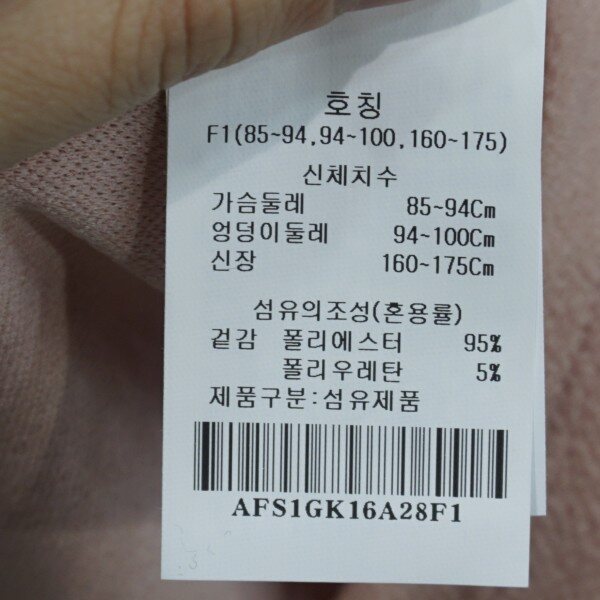 호칭
F1(85~94,94~100,160~175)
신체치수
가슴둘레 85~94Cm
엉덩이둘레 94~100Cm
신장 160~175Cm
섬유의조성(혼용률)
겉감 폴리에스터 95%
폴리우레탄 5%
제품구분:섬유제품
AFS1GK16A28F1